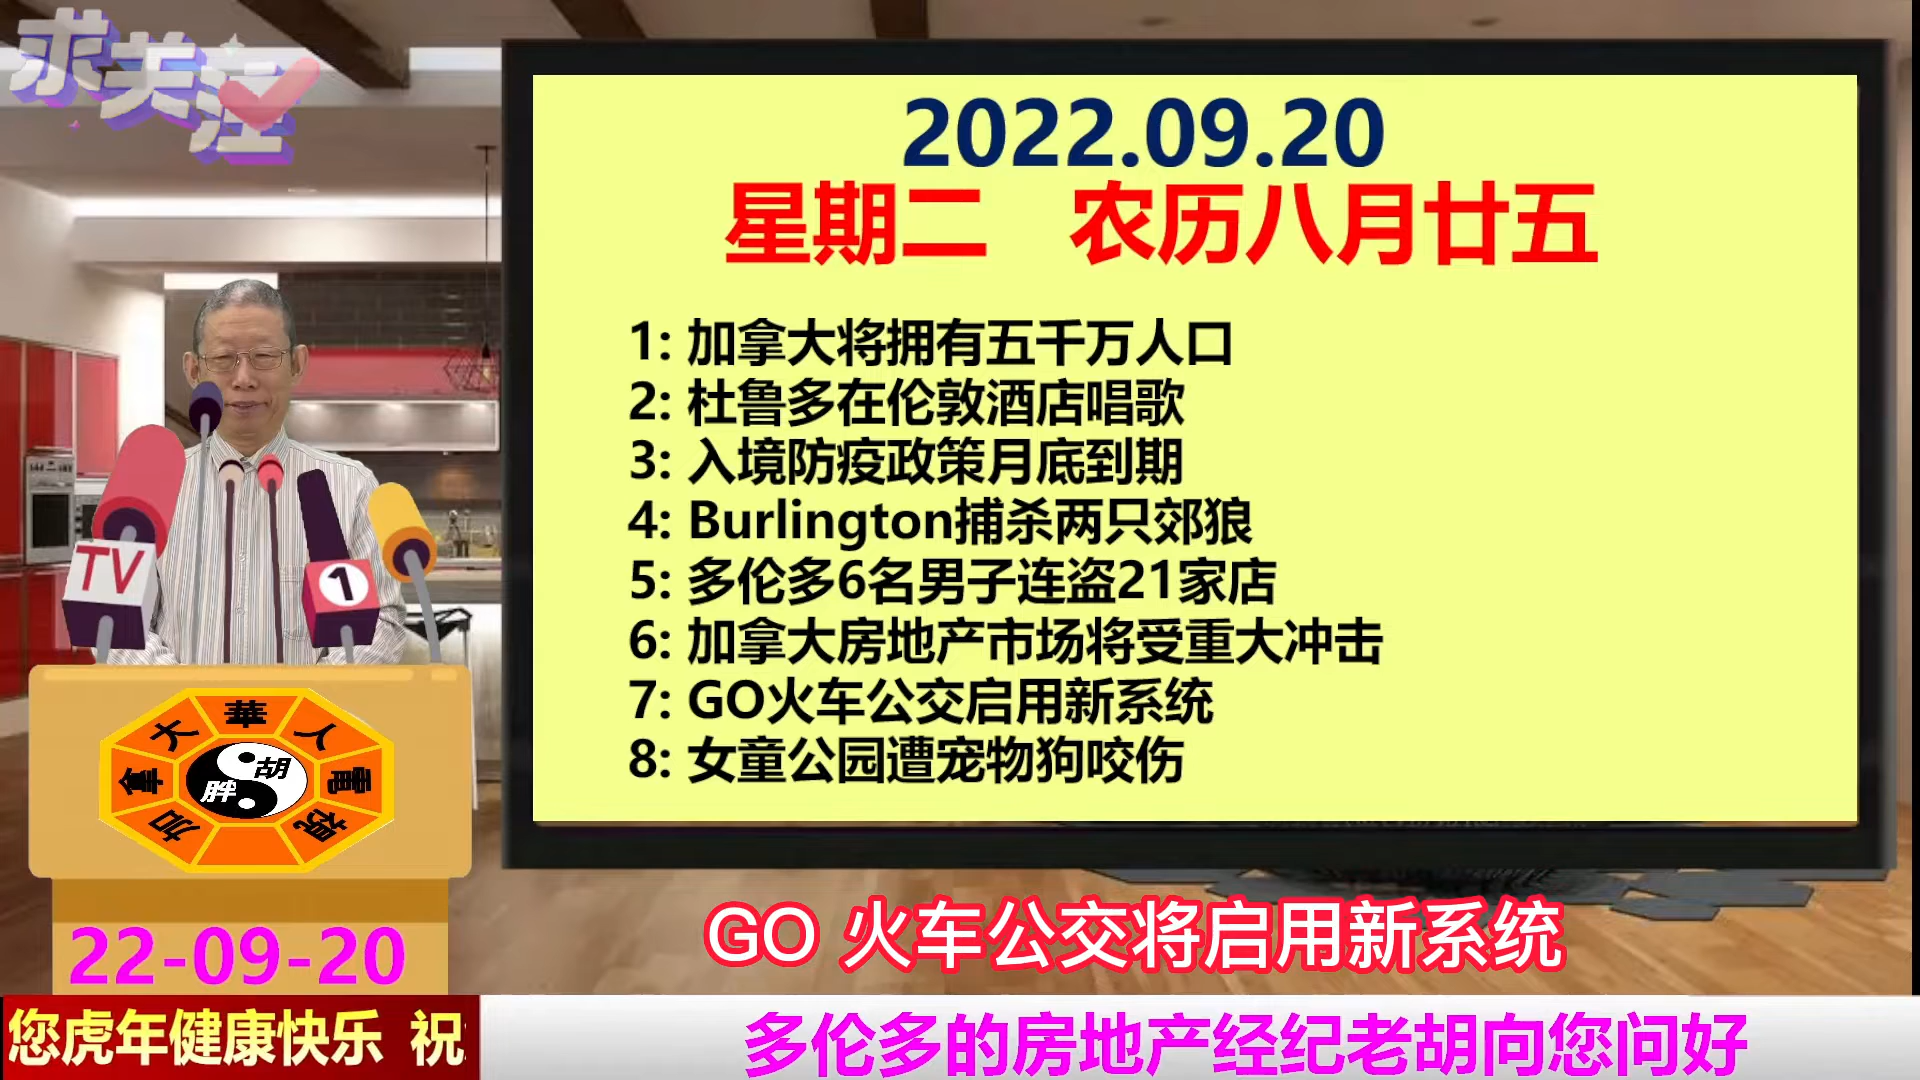 求关注
2022.09.20
星期二 农历八月廿五
1: 加拿大将拥有五千万人口
2: 杜鲁多在伦敦酒店唱歌
3: 入境防疫政策月底到期
4: Burlington捕杀两只郊狼
5: 多伦多6名男子连盗21家店
6: 加拿大房地产市场将受重大冲击
7: GO火车公交启用新系统
8: 女童公园遭宠物狗咬伤
TV
1
加拿大華人電視
胡
胖
22-09-20
GO 火车公交将启用新系统
您虎年健康快乐 祝
多伦多的房地产经纪老胡向您问好